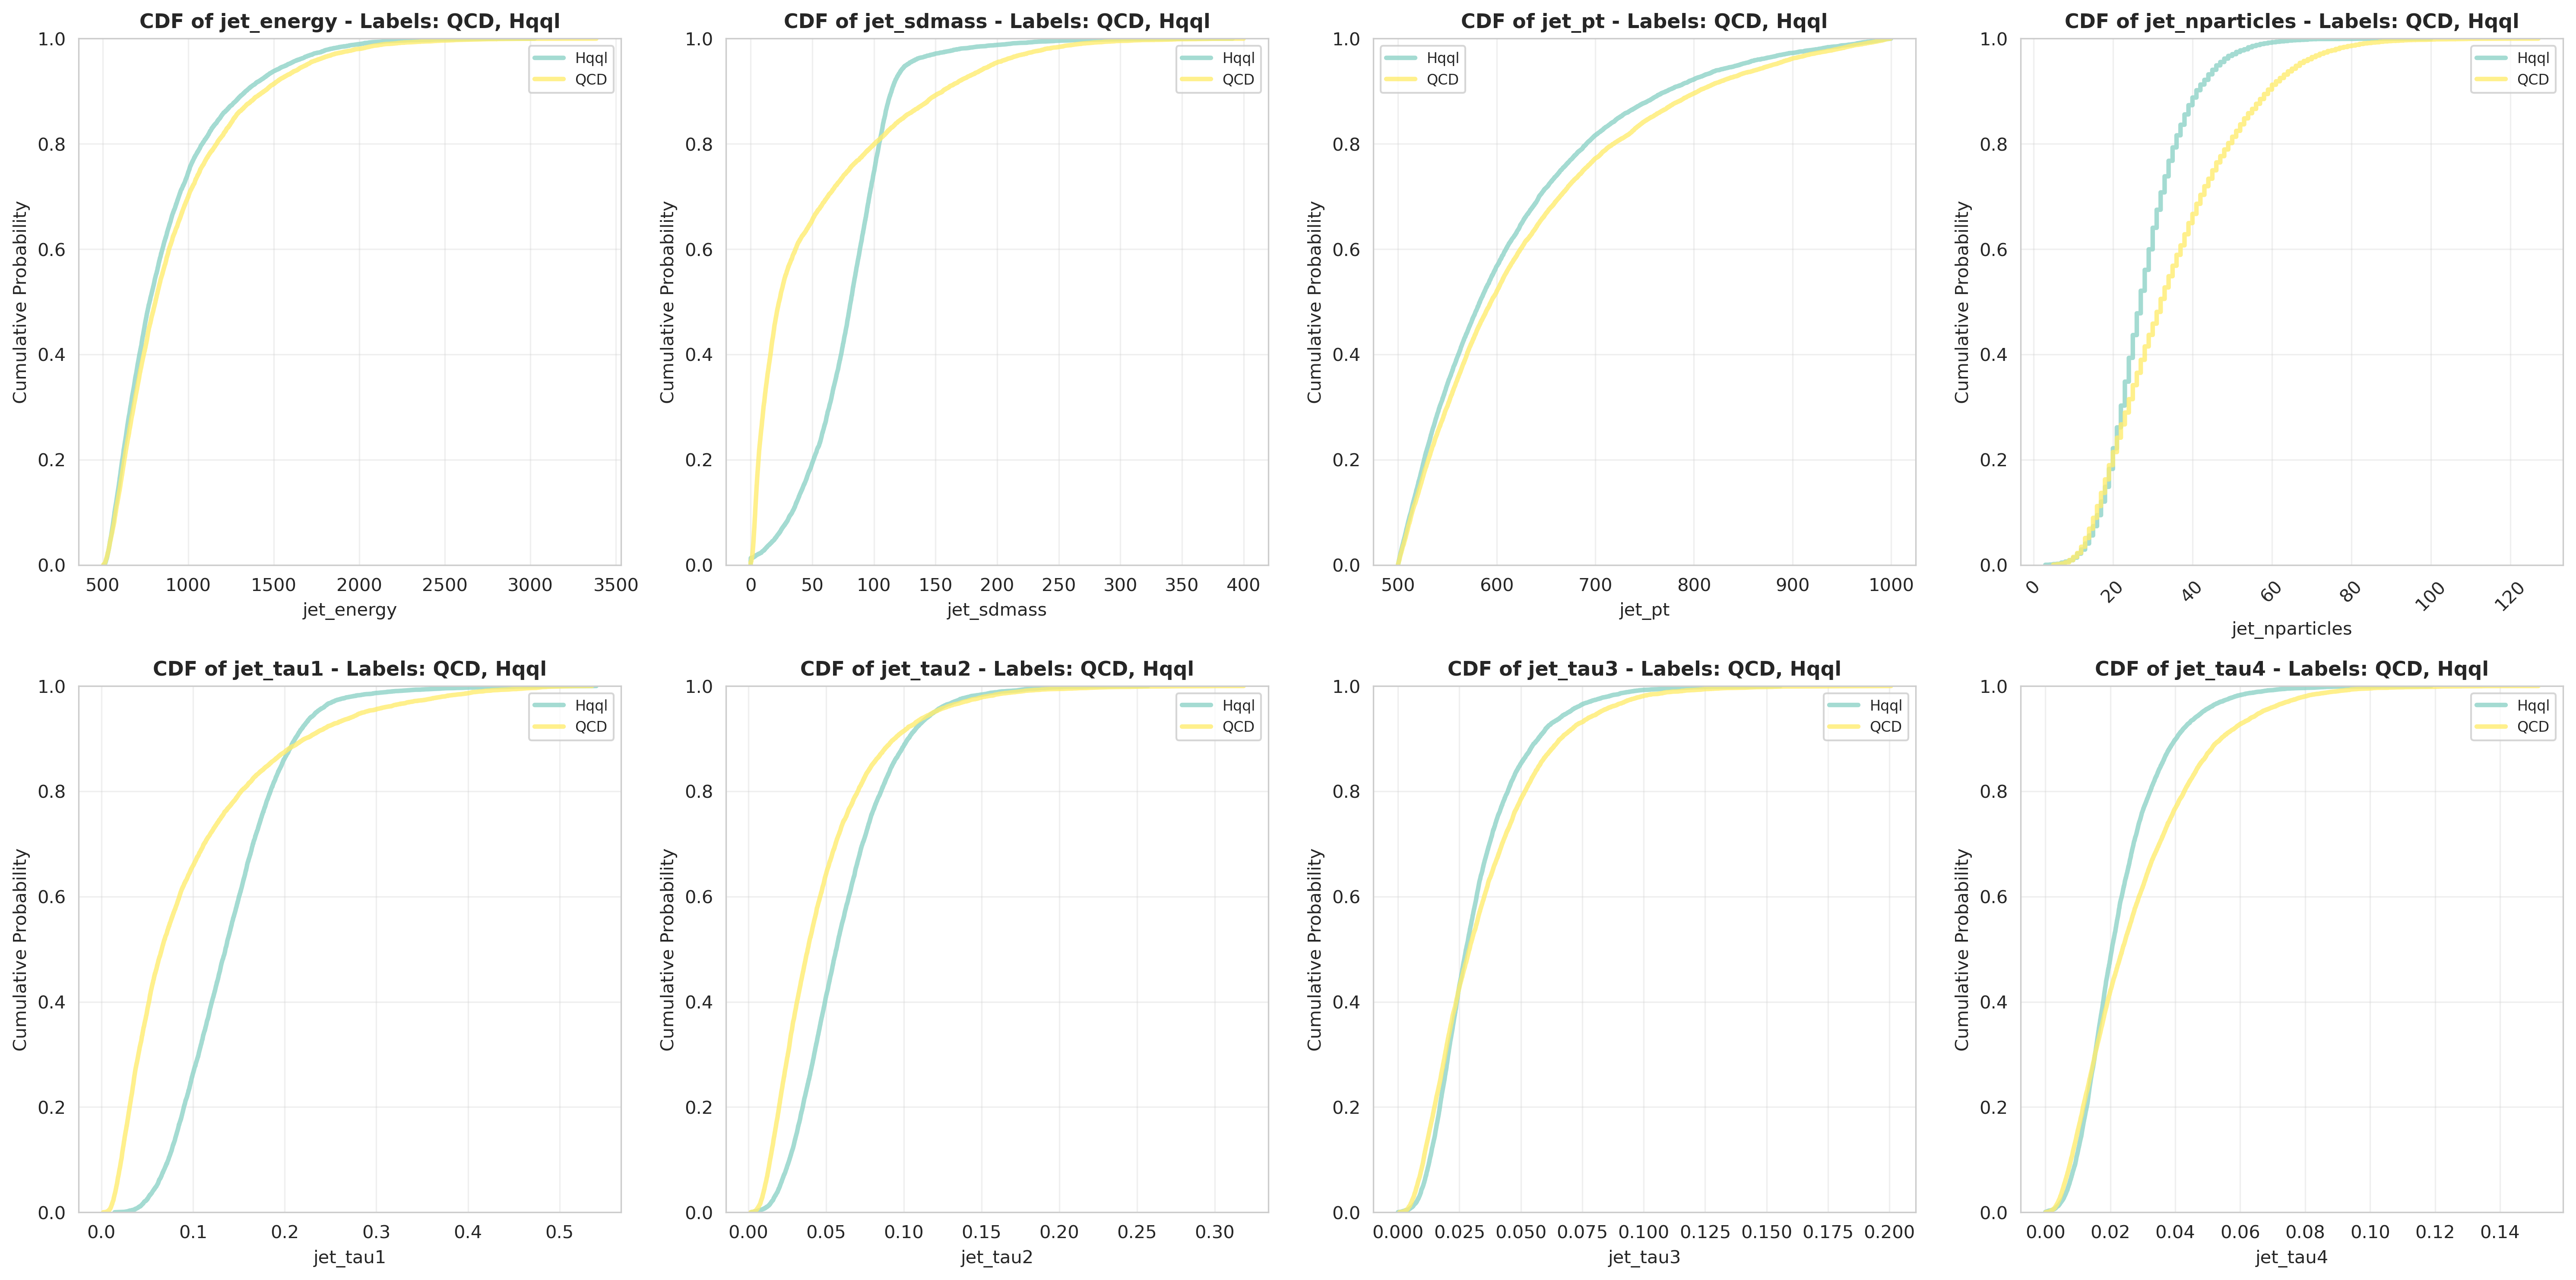 CDF of jet_energy - Labels: QCD, Hqql
Cumulative Probability
1.0
0.8
0.6
0.4
0.2
0.0
Hqql
QCD
500 1000 1500 2000 2500 3000 3500
jet_energy
CDF of jet_sdmass - Labels: QCD, Hqql
Cumulative Probability
1.0
0.8
0.6
0.4
0.2
0.0
Hqql
QCD
0 50 100 150 200 250 300 350 400
jet_sdmass
CDF of jet_pt - Labels: QCD, Hqql
Cumulative Probability
1.0
0.8
0.6
0.4
0.2
0.0
Hqql
QCD
500 600 700 800 900 1000
jet_pt
CDF of jet_nparticles - Labels: QCD, Hqql
Cumulative Probability
1.0
0.8
0.6
0.4
0.2
0.0
Hqql
QCD
0 20 40 60 80 100 120
jet_nparticles
CDF of jet_tau1 - Labels: QCD, Hqql
Cumulative Probability
1.0
0.8
0.6
0.4
0.2
0.0
Hqql
QCD
0.0 0.1 0.2 0.3 0.4 0.5
jet_tau1
CDF of jet_tau2 - Labels: QCD, Hqql
Cumulative Probability
1.0
0.8
0.6
0.4
0.2
0.0
Hqql
QCD
0.00 0.05 0.10 0.15 0.20 0.25 0.30
jet_tau2
CDF of jet_tau3 - Labels: QCD, Hqql
Cumulative Probability
1.0
0.8
0.6
0.4
0.2
0.0
Hqql
QCD
0.000 0.025 0.050 0.075 0.100 0.125 0.150 0.175 0.200
jet_tau3
CDF of jet_tau4 - Labels: QCD, Hqql
Cumulative Probability
1.0
0.8
0.6
0.4
0.2
0.0
Hqql
QCD
0.00 0.02 0.04 0.06 0.08 0.10 0.12 0.14
jet_tau4